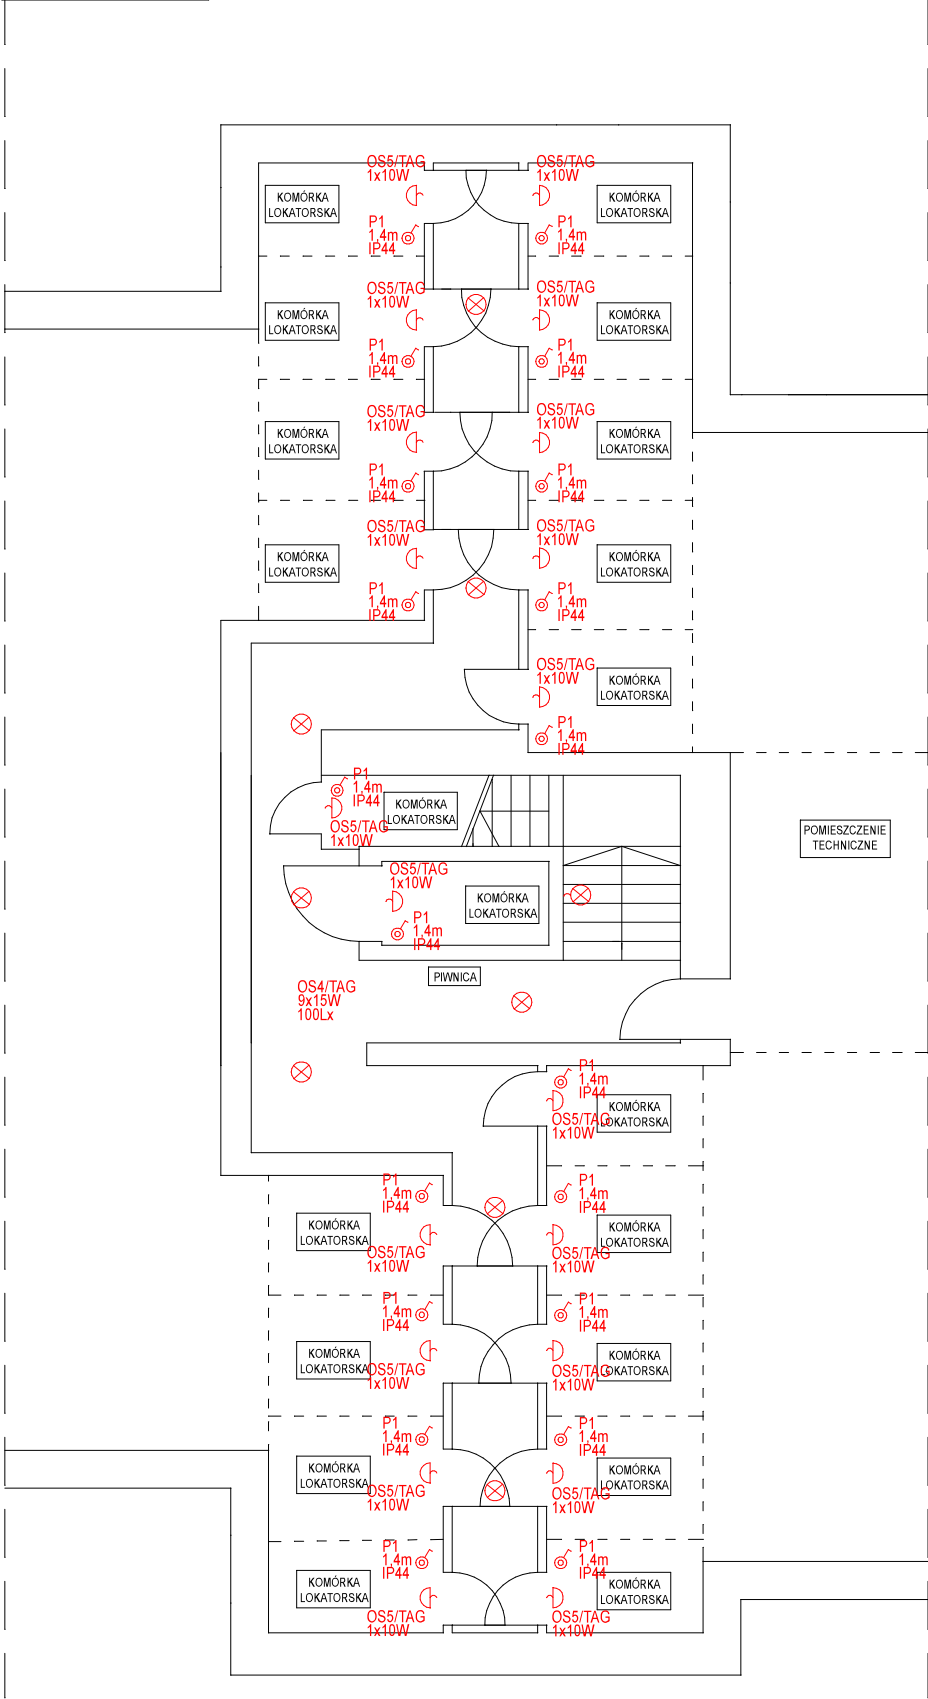 OS5/TAG
1x10W
OS5/TAG
1x10W
KOMÓRKA
LOKATORSKA
KOMÓRKA
LOKATORSKA
P1
1,4m
IP44
P1
1,4m
IP44
OS5/TAG
1x10W
OS5/TAG
1x10W
KOMÓRKA
LOKATORSKA
KOMÓRKA
LOKATORSKA
P1
1,4m
IP44
P1
1,4m
IP44
OS5/TAG
1x10W
OS5/TAG
1x10W
KOMÓRKA
LOKATORSKA
KOMÓRKA
LOKATORSKA
P1
1,4m
IP44
P1
1,4m
IP44
OS5/TAG
1x10W
OS5/TAG
1x10W
KOMÓRKA
LOKATORSKA
KOMÓRKA
LOKATORSKA
P1
1,4m
IP44
P1
1,4m
IP44
OS5/TAG
1x10W
KOMÓRKA
LOKATORSKA
P1
1,4m
IP44
P1
1,4m
IP44
KOMÓRKA
LOKATORSKA
OS5/TAG
1x10W
POMIESZCZENIE
TECHNICZNE
OS5/TAG
1x10W
KOMÓRKA
LOKATORSKA
P1
1,4m
IP44
PIWNICA
OS4/TAG
9x15W
100Lx
P1
1,4m
IP44
KOMÓRKA
LOKATORSKA
OS5/TAG
1x10W
P1
1,4m
IP44
P1
1,4m
IP44
KOMÓRKA
LOKATORSKA
KOMÓRKA
LOKATORSKA
OS5/TAG
1x10W
OS5/TAG
1x10W
P1
1,4m
IP44
P1
1,4m
IP44
KOMÓRKA
LOKATORSKA
KOMÓRKA
LOKATORSKA
OS5/TAG
1x10W
OS5/TAG
1x10W
P1
1,4m
IP44
P1
1,4m
IP44
KOMÓRKA
LOKATORSKA
KOMÓRKA
LOKATORSKA
OS5/TAG
1x10W
OS5/TAG
1x10W
P1
1,4m
IP44
P1
1,4m
IP44
KOMÓRKA
LOKATORSKA
KOMÓRKA
LOKATORSKA
OS5/TAG
1x10W
OS5/TAG
1x10W